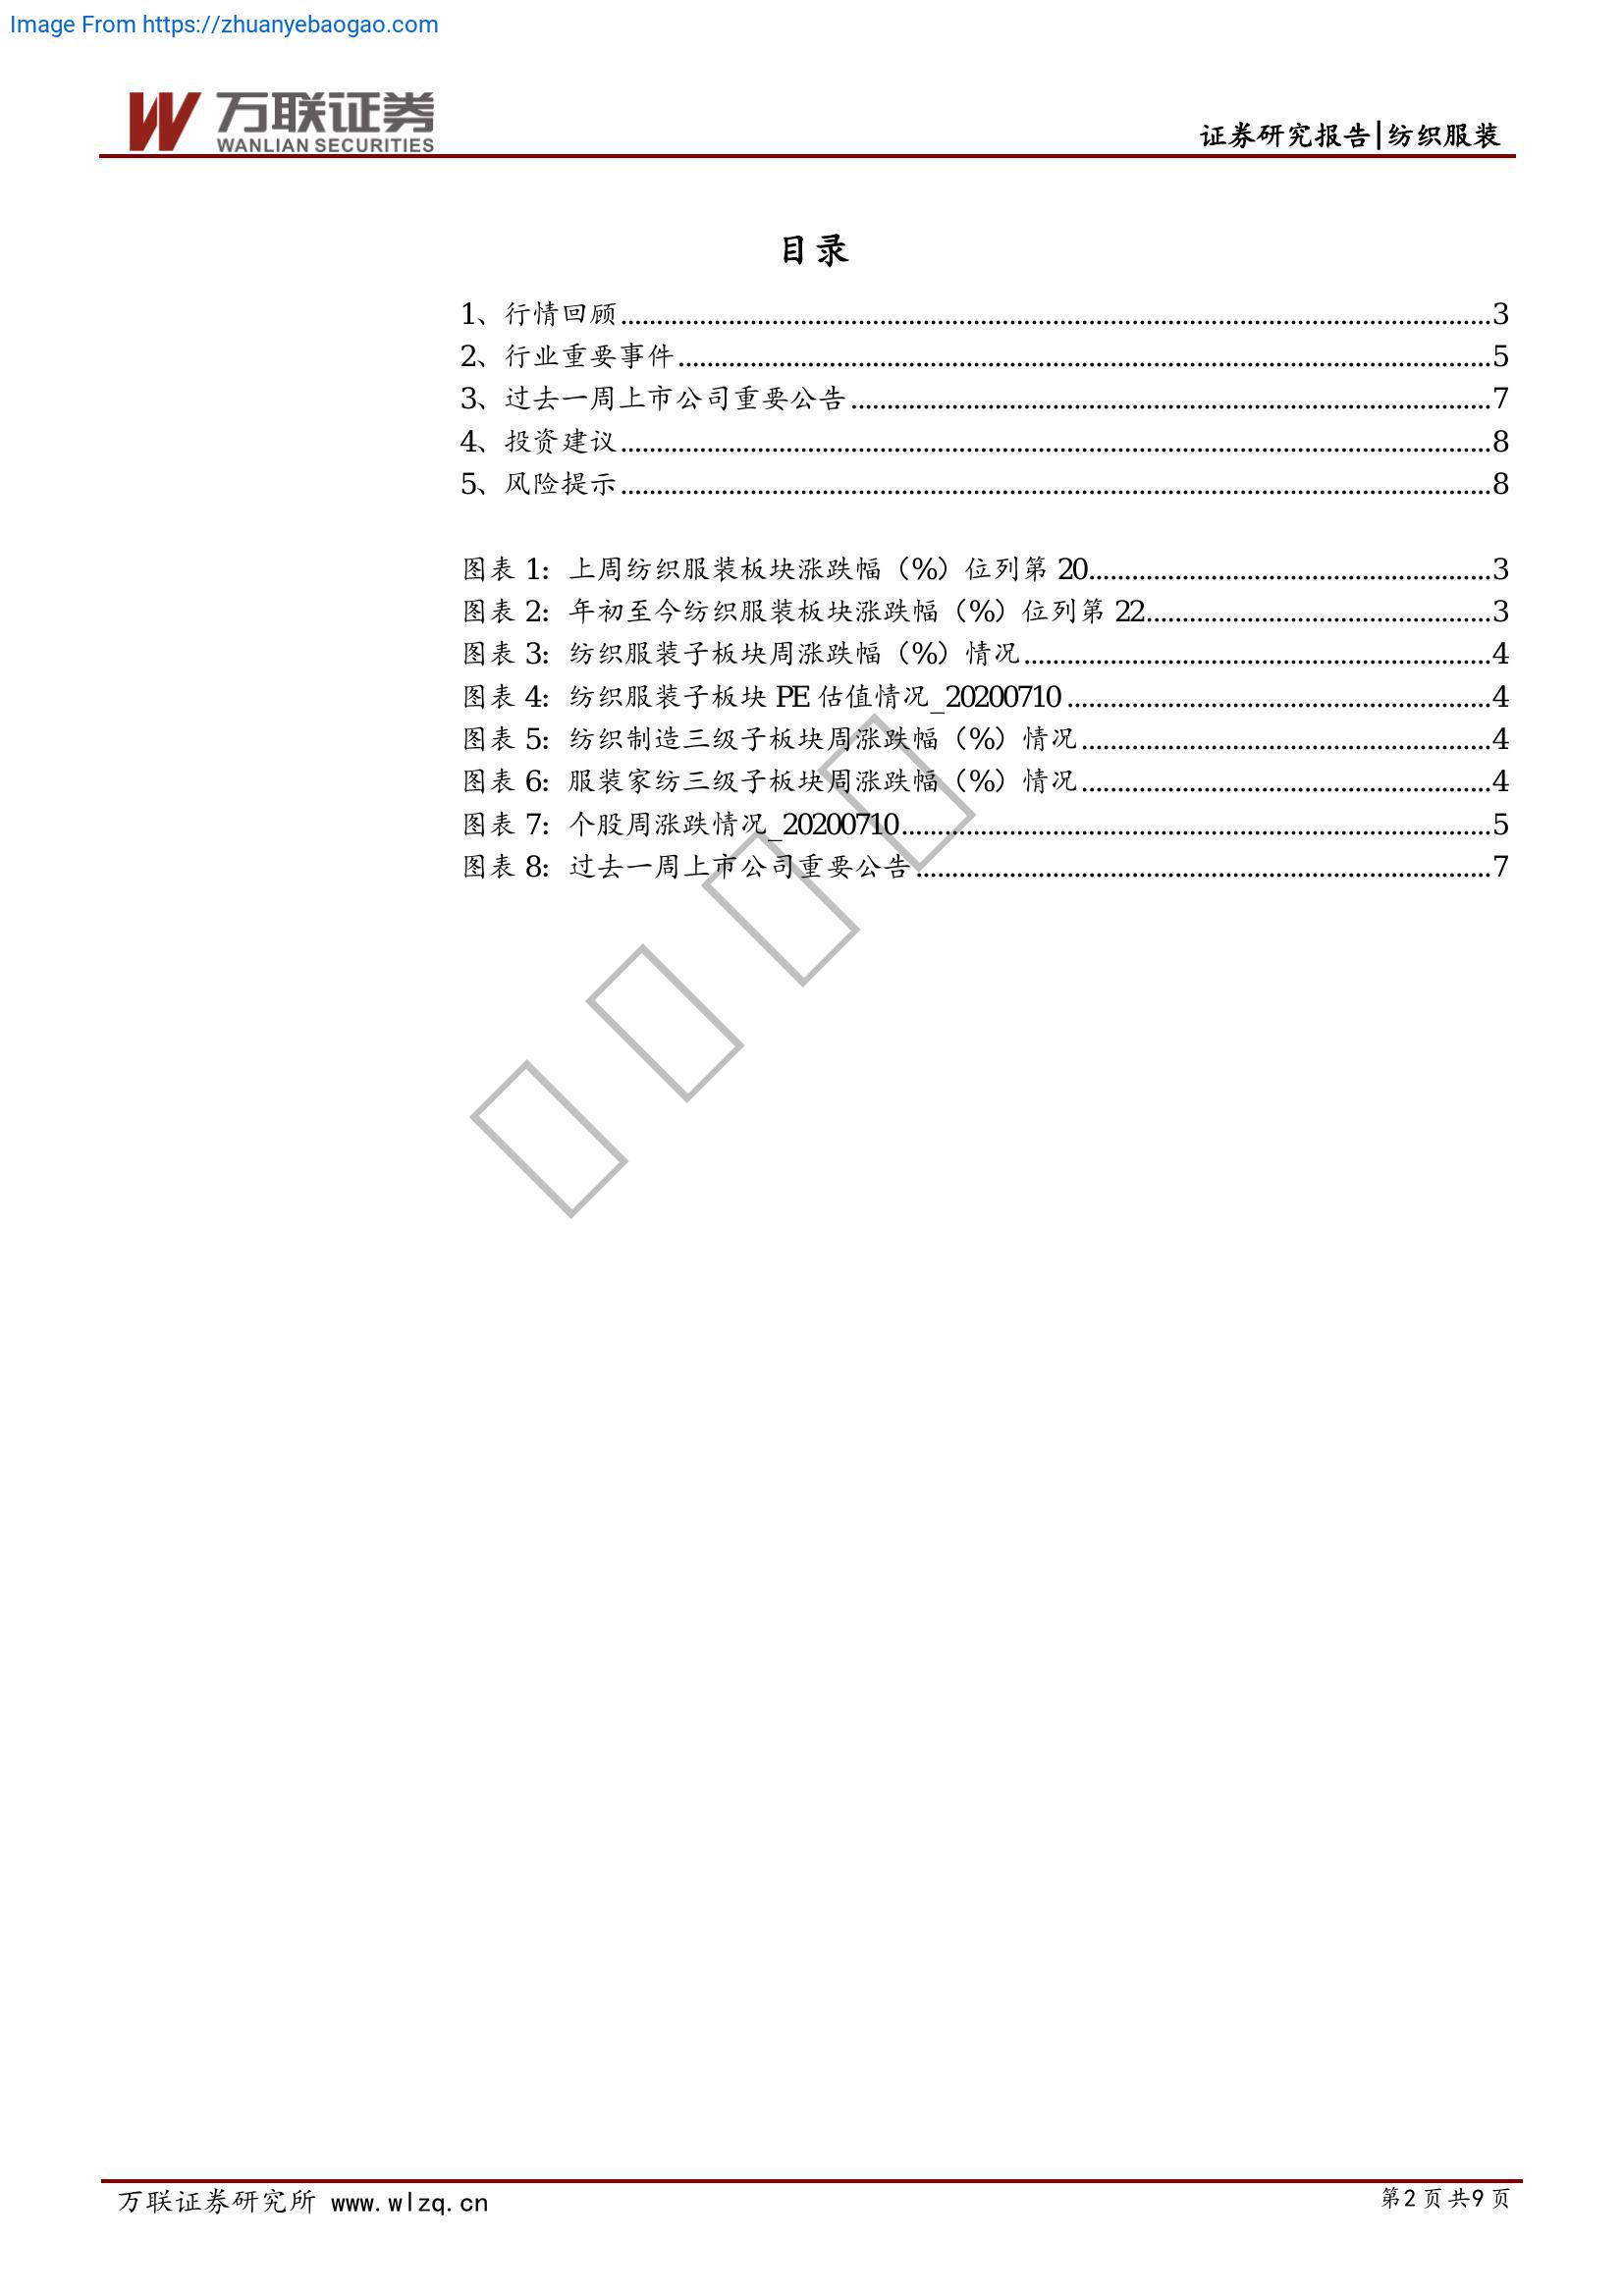 Image From https://zhuanyebaogao.com
万联证券
WANLIAN SECURITIES
证券研究报告|纺织服装
目录
1、行情回顾...3
2、行业重要事件...5
3、过去一周上市公司重要公告...7
4、投资建议...8
5、风险提示...8
图表 1：上周纺织服装板块涨跌幅（%）位列第 20...3
图表 2：年初至今纺织服装板块涨跌幅（%）位列第 22...3
图表 3：纺织服装子板块周涨跌幅（%）情况...4
图表 4：纺织服装子板块 PE 估值情况_20200710...4
图表 5：纺织制造三级子板块周涨跌幅（%）情况...4
图表 6：服装家纺三级子板块周涨跌幅（%）情况...4
图表 7：个股周涨跌情况_20200710...5
图表 8：过去一周上市公司重要公告...7
万联证券研究所 www.wlzq.cn
第2 页 共9 页